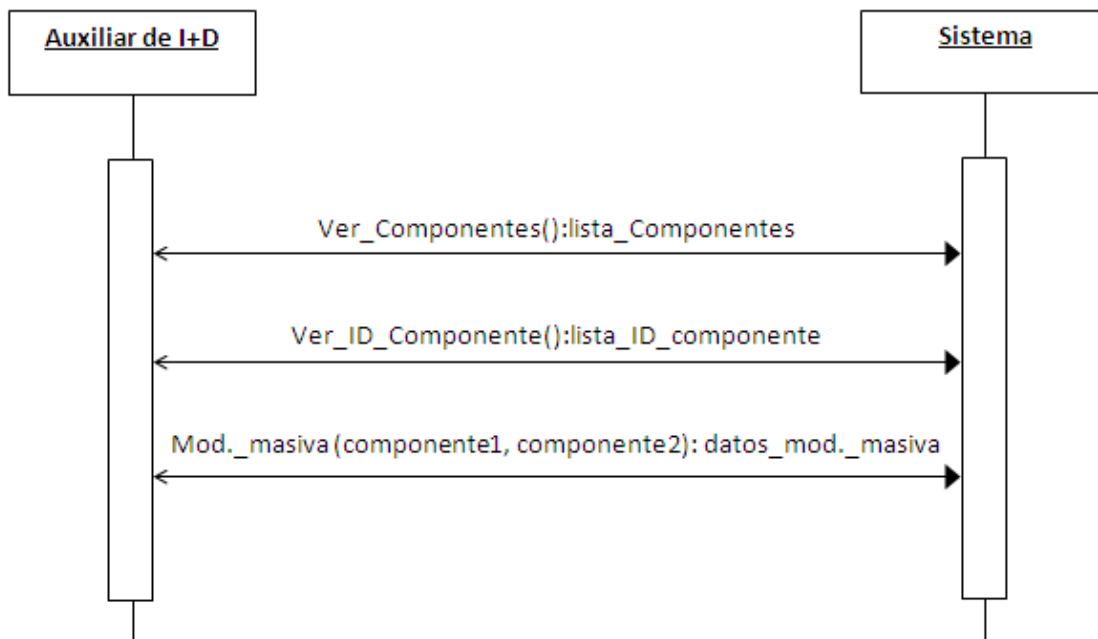 Auxiliar de I+D
Sistema
Ver_Componentes():lista_Componentes
Ver_ID_Componente():lista_ID_componente
Mod._masiva(componente1, componente2): datos_mod._masiva